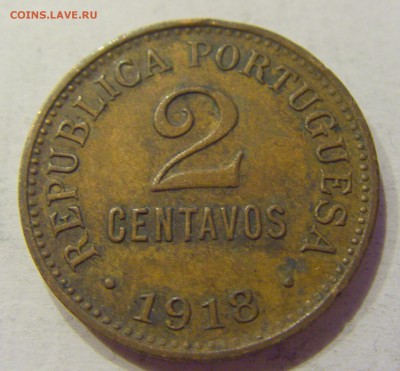 COINS.LAVE.RU
REPUBLICA PORTUGUESA
2
CENTAVOS
• 1918 •